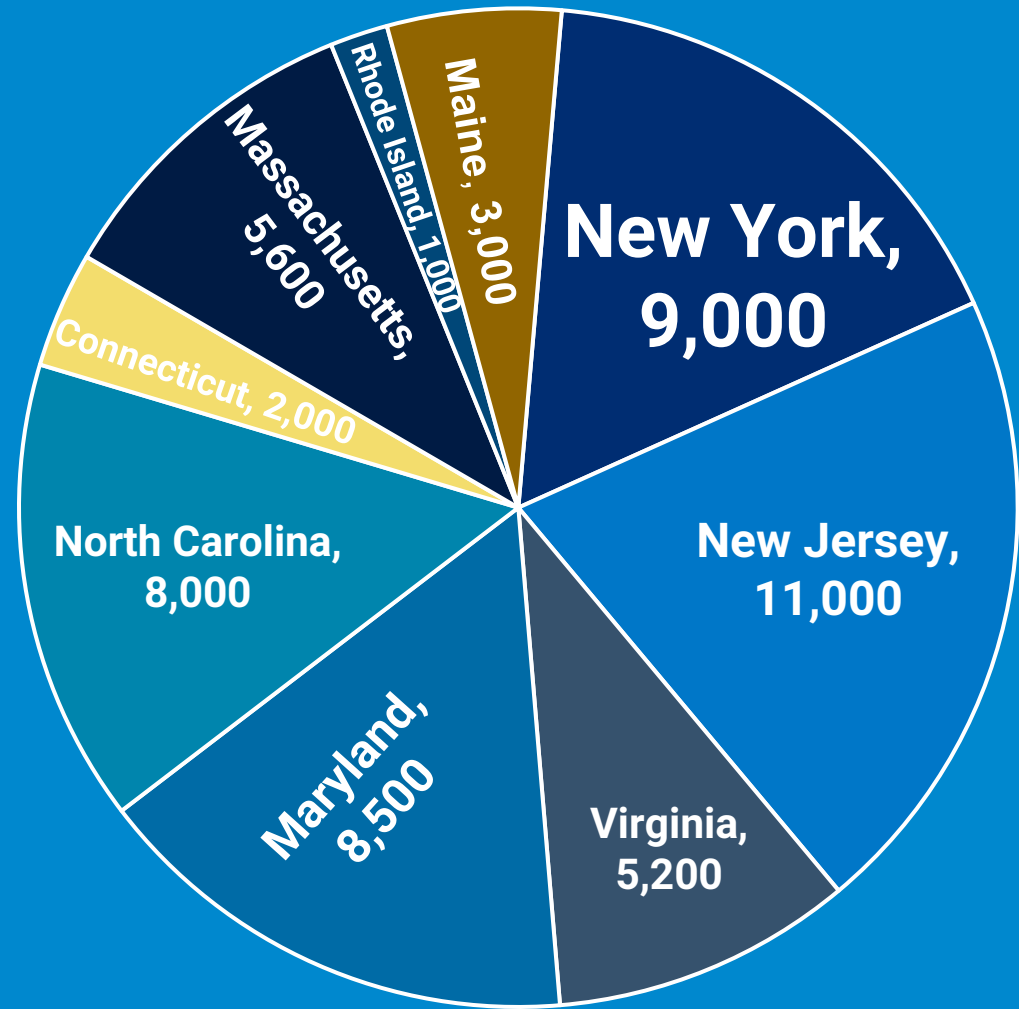 New York,
9,000
New Jersey,
11,000
Virginia,
5,200
Maryland,
8,500
North Carolina,
8,000
Connecticut, 2,000
Massachusetts,
5,600
Rhode Island, 1,000
Maine, 3,000